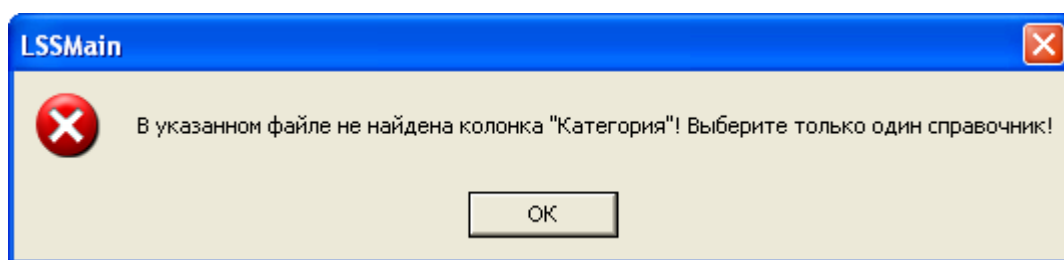 LSSMain
В указанном файле не найдена колонка "Категория"! Выберите только один справочник!
OK